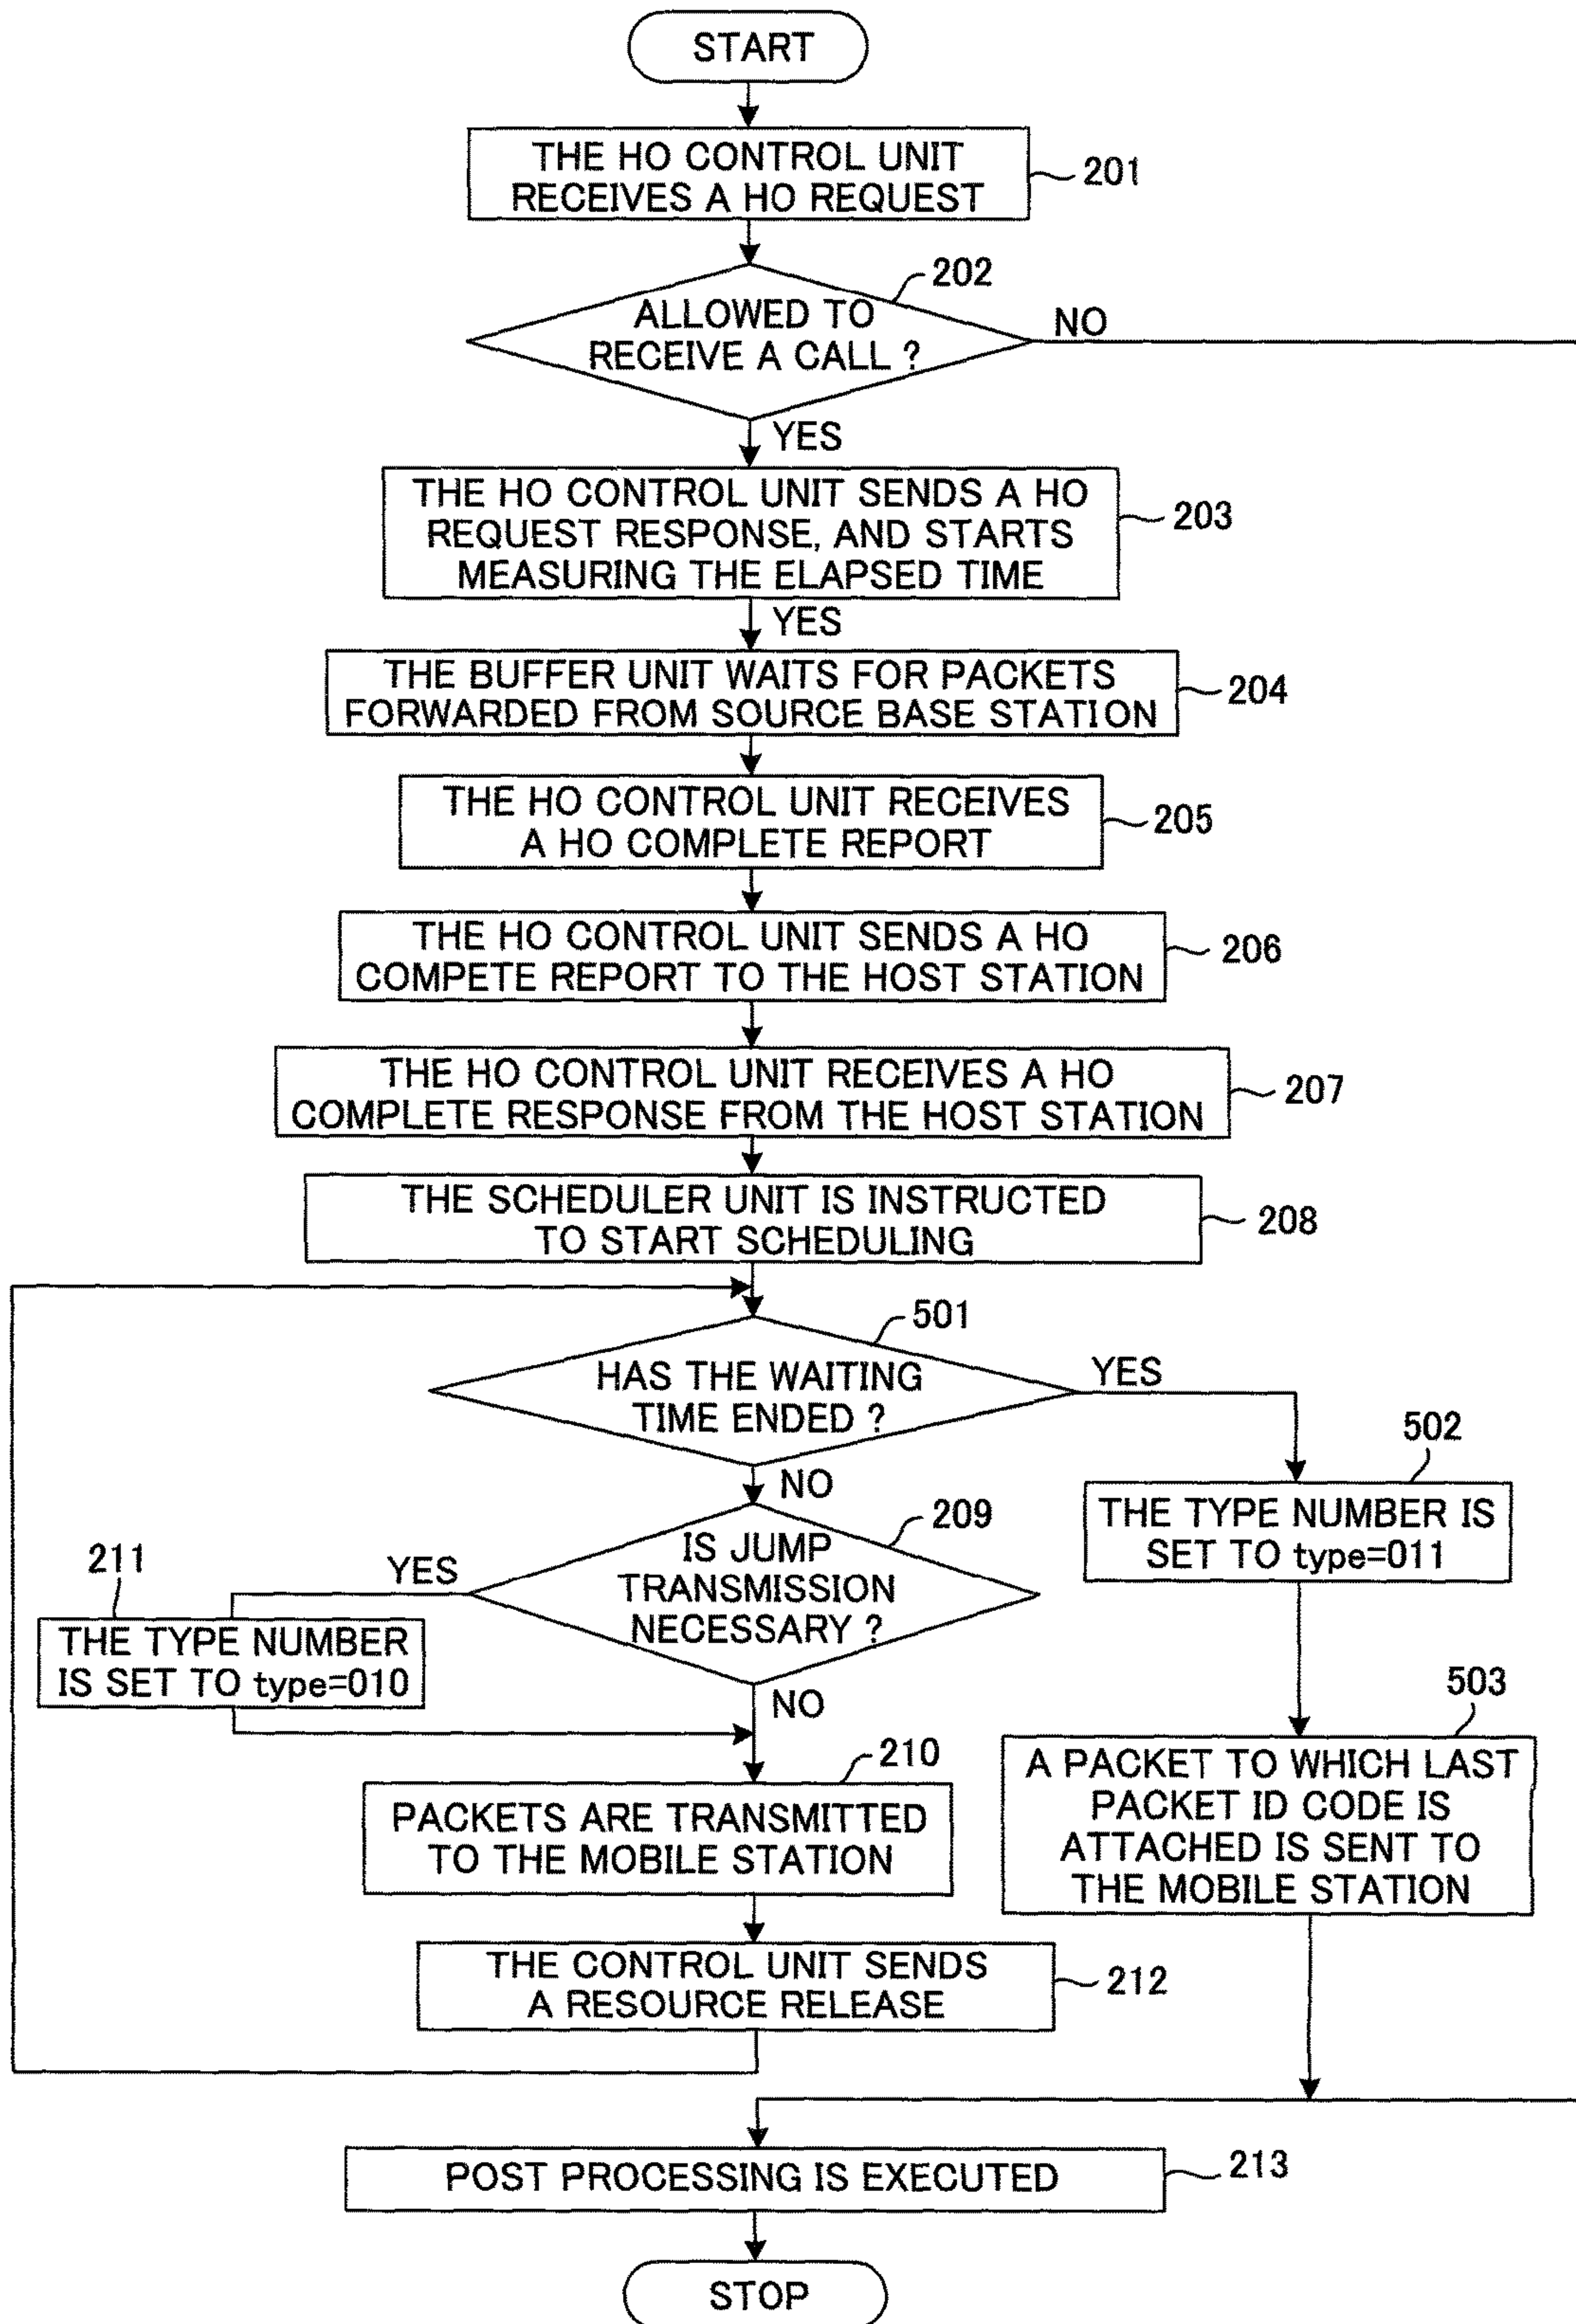 START
THE HO CONTROL UNIT
RECEIVES A HO REQUEST
201
202
ALLOWED TO
RECEIVE A CALL ?
NO
YES
THE HO CONTROL UNIT SENDS A HO
REQUEST RESPONSE, AND STARTS
MEASURING THE ELAPSED TIME
203
YES
THE BUFFER UNIT WAITS FOR PACKETS
FORWARDED FROM SOURCE BASE STATION
204
THE HO CONTROL UNIT RECEIVES
A HO COMPLETE REPORT
205
THE HO CONTROL UNIT SENDS A HO
COMPETE REPORT TO THE HOST STATION
206
THE HO CONTROL UNIT RECEIVES A HO
COMPLETE RESPONSE FROM THE HOST STATION
207
THE SCHEDULER UNIT IS INSTRUCTED
TO START SCHEDULING
208
501
HAS THE WAITING
TIME ENDED ?
YES
NO
502
THE TYPE NUMBER IS
SET TO type=011
209
IS JUMP
TRANSMISSION
NECESSARY ?
YES
211
THE TYPE NUMBER
IS SET TO type=010
NO
503
A PACKET TO WHICH LAST
PACKET ID CODE IS
ATTACHED IS SENT TO
THE MOBILE STATION
210
PACKETS ARE TRANSMITTED
TO THE MOBILE STATION
THE CONTROL UNIT SENDS
A RESOURCE RELEASE
212
POST PROCESSING IS EXECUTED
213
STOP